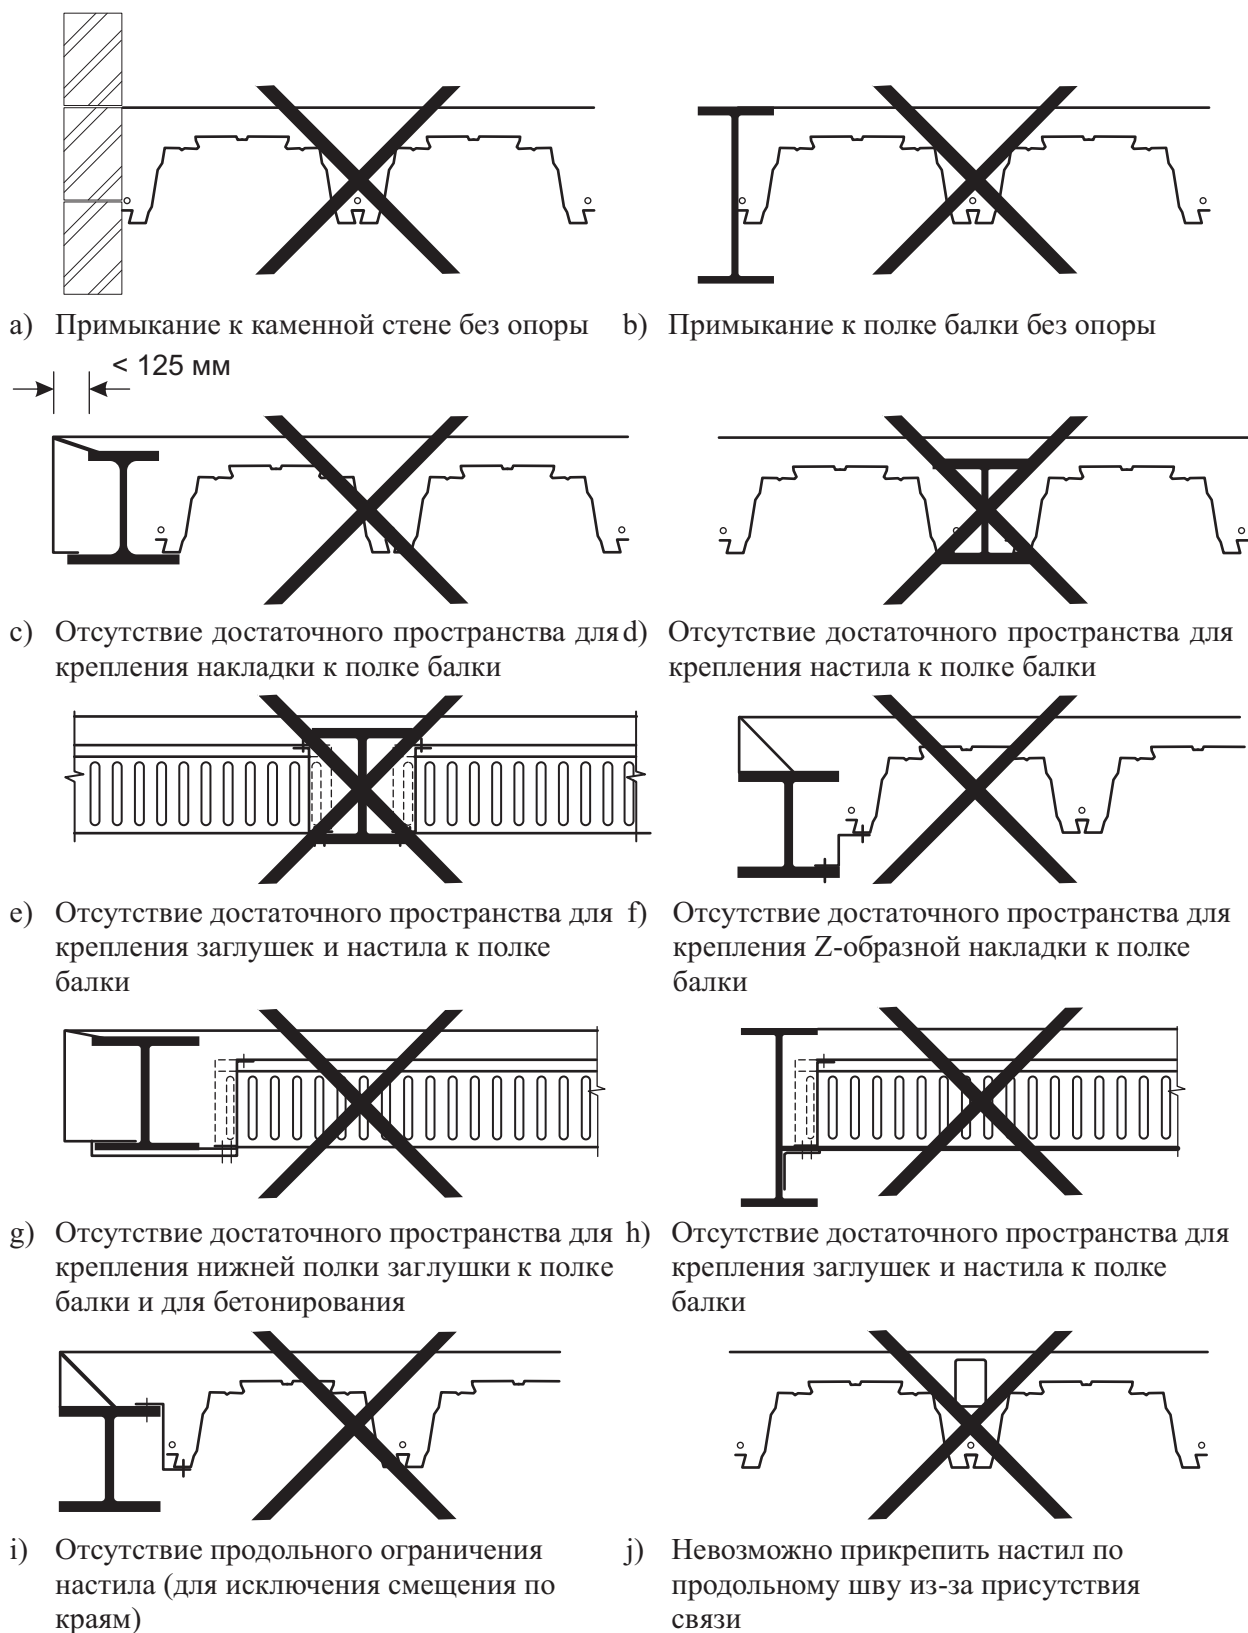 a) Примыкание к каменной стене без опоры
b) Примыкание к полке балки без опоры
< 125 мм
c) Отсутствие достаточного пространства для
крепления накладки к полке балки
d) Отсутствие достаточного пространства для
крепления настила к полке балки
e) Отсутствие достаточного пространства для
крепления заглушек и настила к полке
балки
f) Отсутствие достаточного пространства для
крепления Z-образной накладки к полке
балки
g) Отсутствие достаточного пространства для
крепления нижней полки заглушки к полке
балки и для бетонирования
h) Отсутствие достаточного пространства для
крепления заглушек и настила к полке
балки
i) Отсутствие продольного ограничения
настила (для исключения смещения по
краям)
j) Невозможно прикрепить настил по
продольному шву из-за присутствия
связи